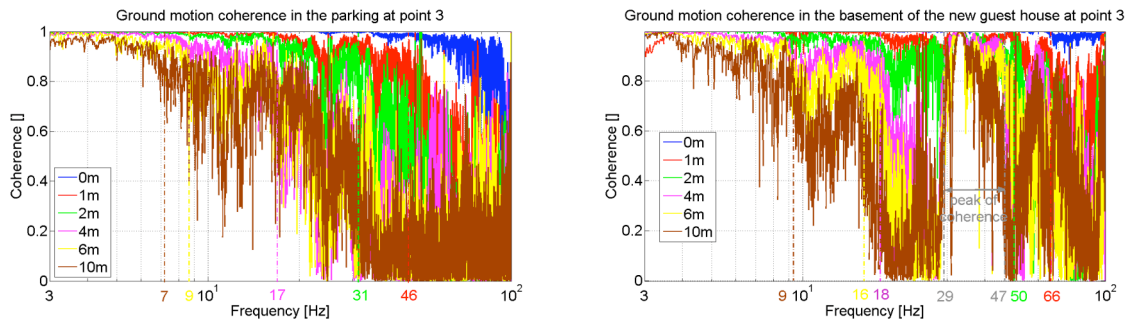 Ground motion coherence in the parking at point 3
1
0.8
0.6
0.4
0.2
0
Coherence []
0m
1m
2m
4m
6m
10m
3 7 9 10¹ 17 31 46 10²
Frequency [Hz]
Ground motion coherence in the basement of the new guest house at point 3
1
0.8
0.6
0.4
0.2
0
Coherence []
0m
1m
2m
4m
6m
10m
peak of
coherence
3 9 10¹ 16 18 29 47 50 66 10²
Frequency [Hz]